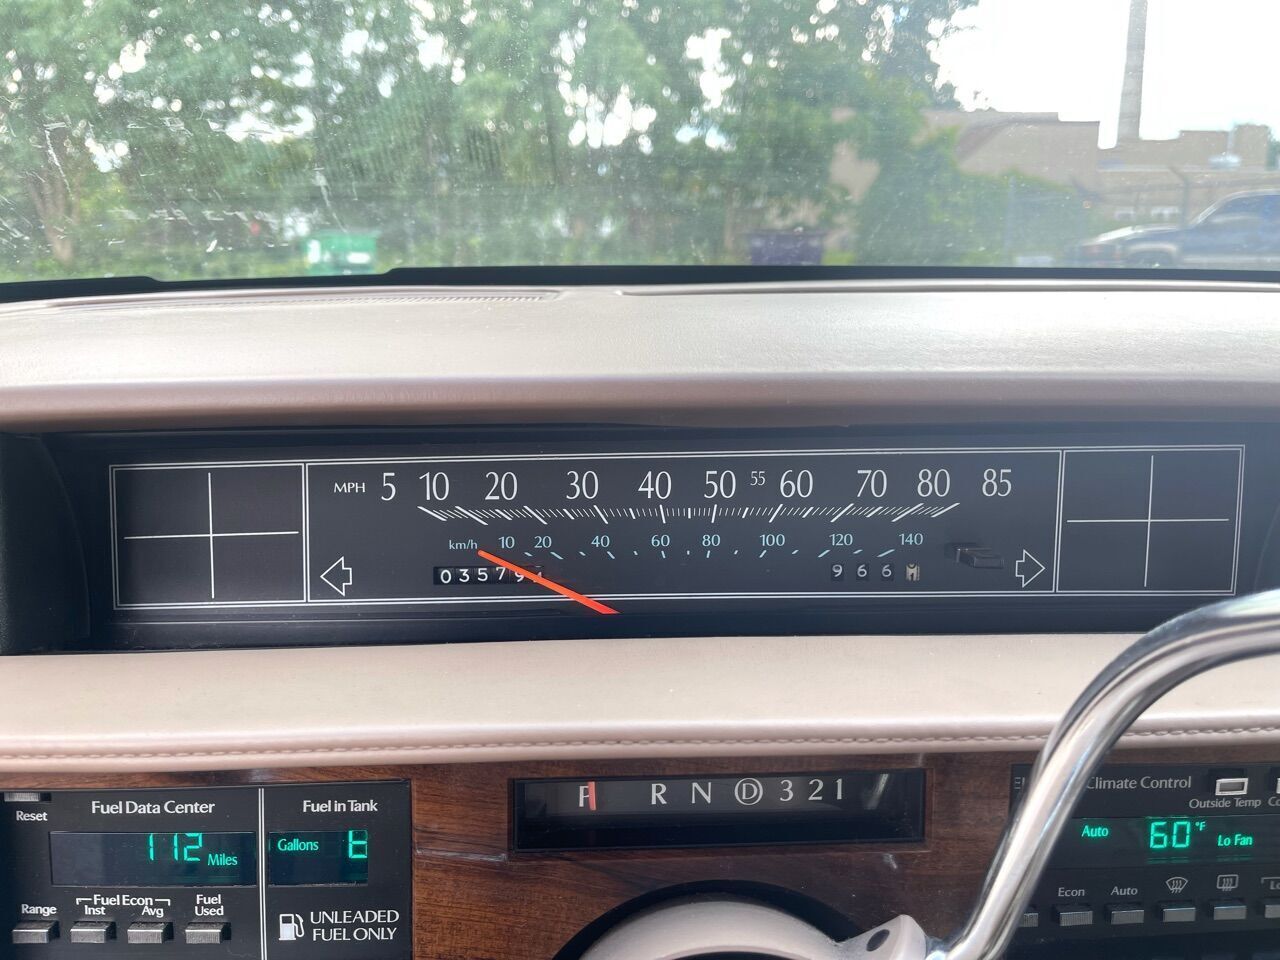 MPH 5 10 20 30 40 50 55 60 70 80 85
km/h 10 20 40 60 80 100 120 140
966
P R N D 3 2 1
Reset
Fuel Data Center
112 Miles
Range
Fuel Econ
Inst Avg
Fuel Used
Fuel in Tank
Gallons
UNLEADED
FUEL ONLY
Climate Control
Outside Temp
Auto 60 °F Lo Fan
Econ Auto